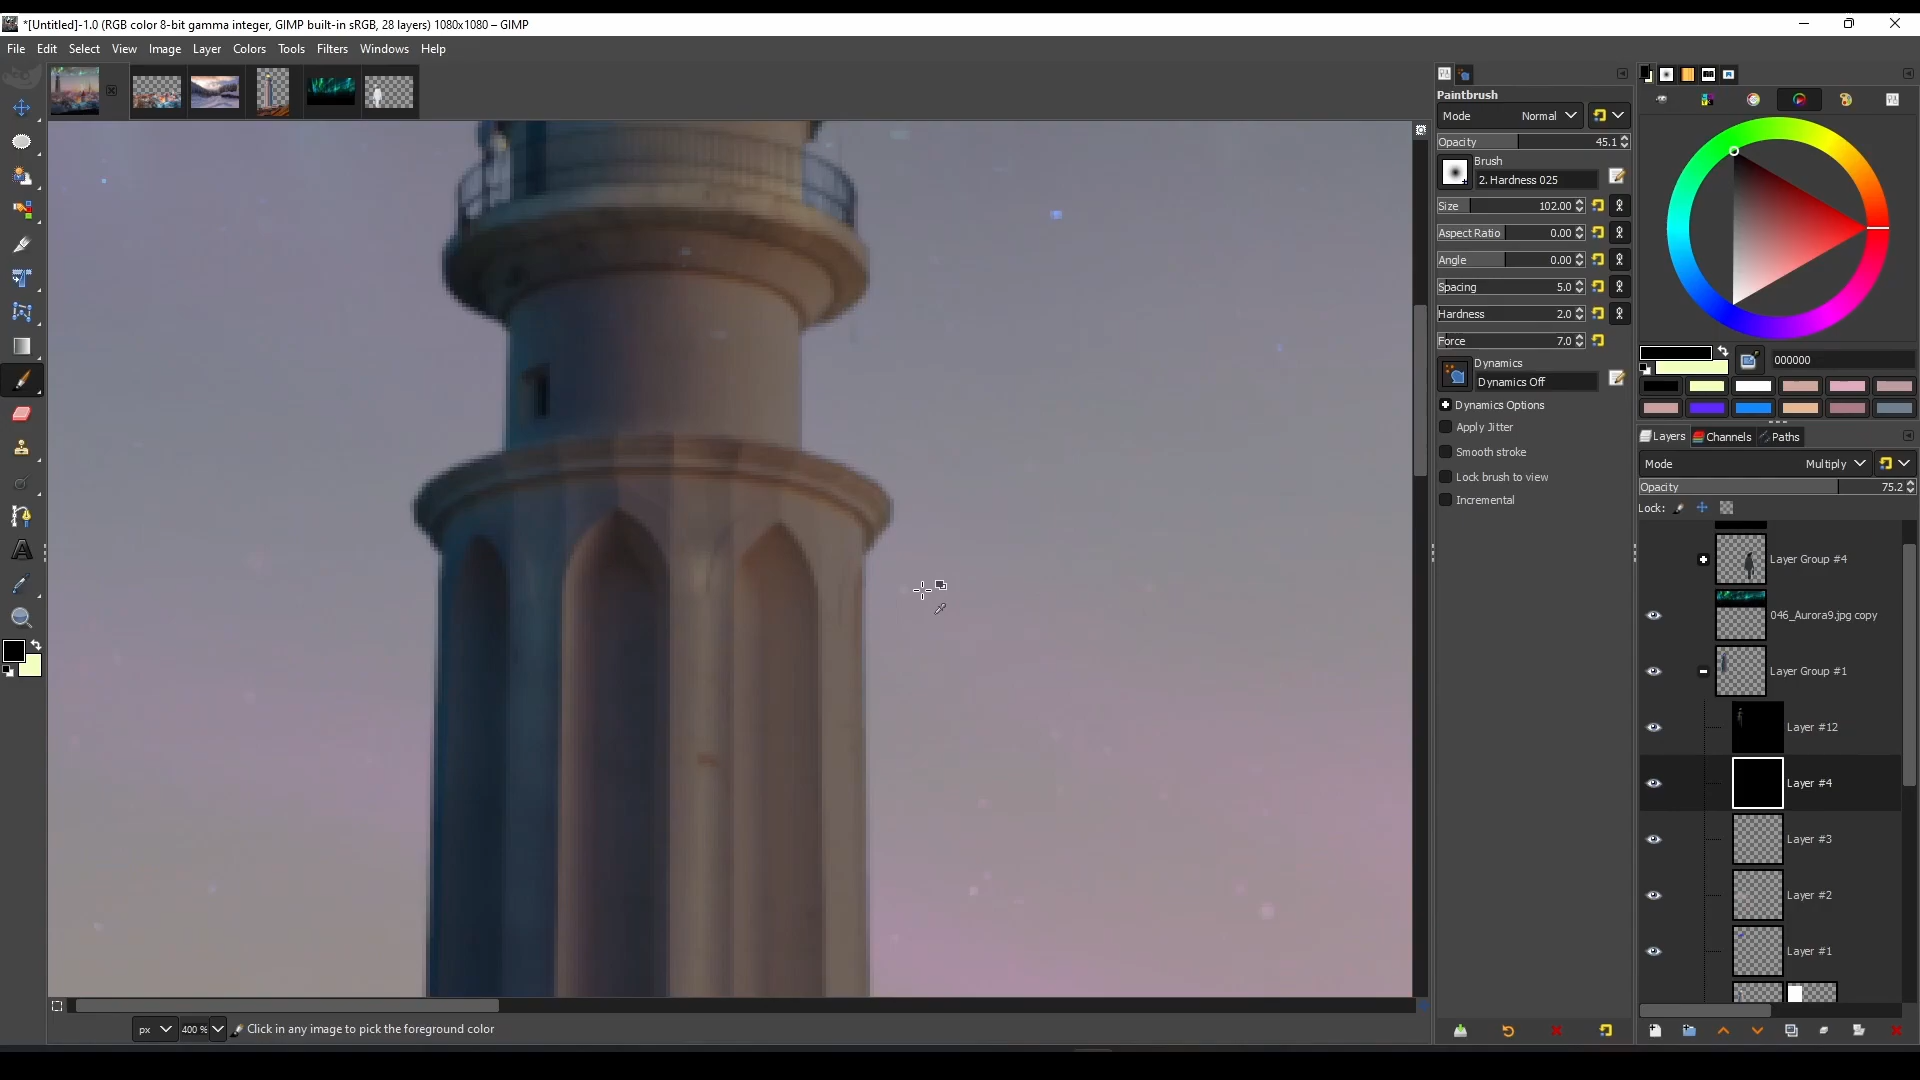 *[Untitled]-1.0 (RGB color 8-bit gamma integer, GIMP built-in sRGB, 28 layers) 1080x1080 – GIMP
File Edit Select View Image Layer Colors Tools Filters Windows Help
Paintbrush
Mode Normal
Opacity 45.1
Brush
2. Hardness 025
Size 102.00
Aspect Ratio 0.00
Angle 0.00
Spacing 5.0
Hardness 2.0
Force 7.0
Dynamics
Dynamics Off
Dynamics Options
Apply Jitter
Smooth stroke
Lock brush to view
Incremental
000000
Layers Channels Paths
Mode Multiply
Opacity 75.2
Lock:
Layer Group #4
046_Aurora9.jpg copy
Layer Group #1
Layer #12
Layer #4
Layer #3
Layer #2
Layer #1
px 400 % Click in any image to pick the foreground color